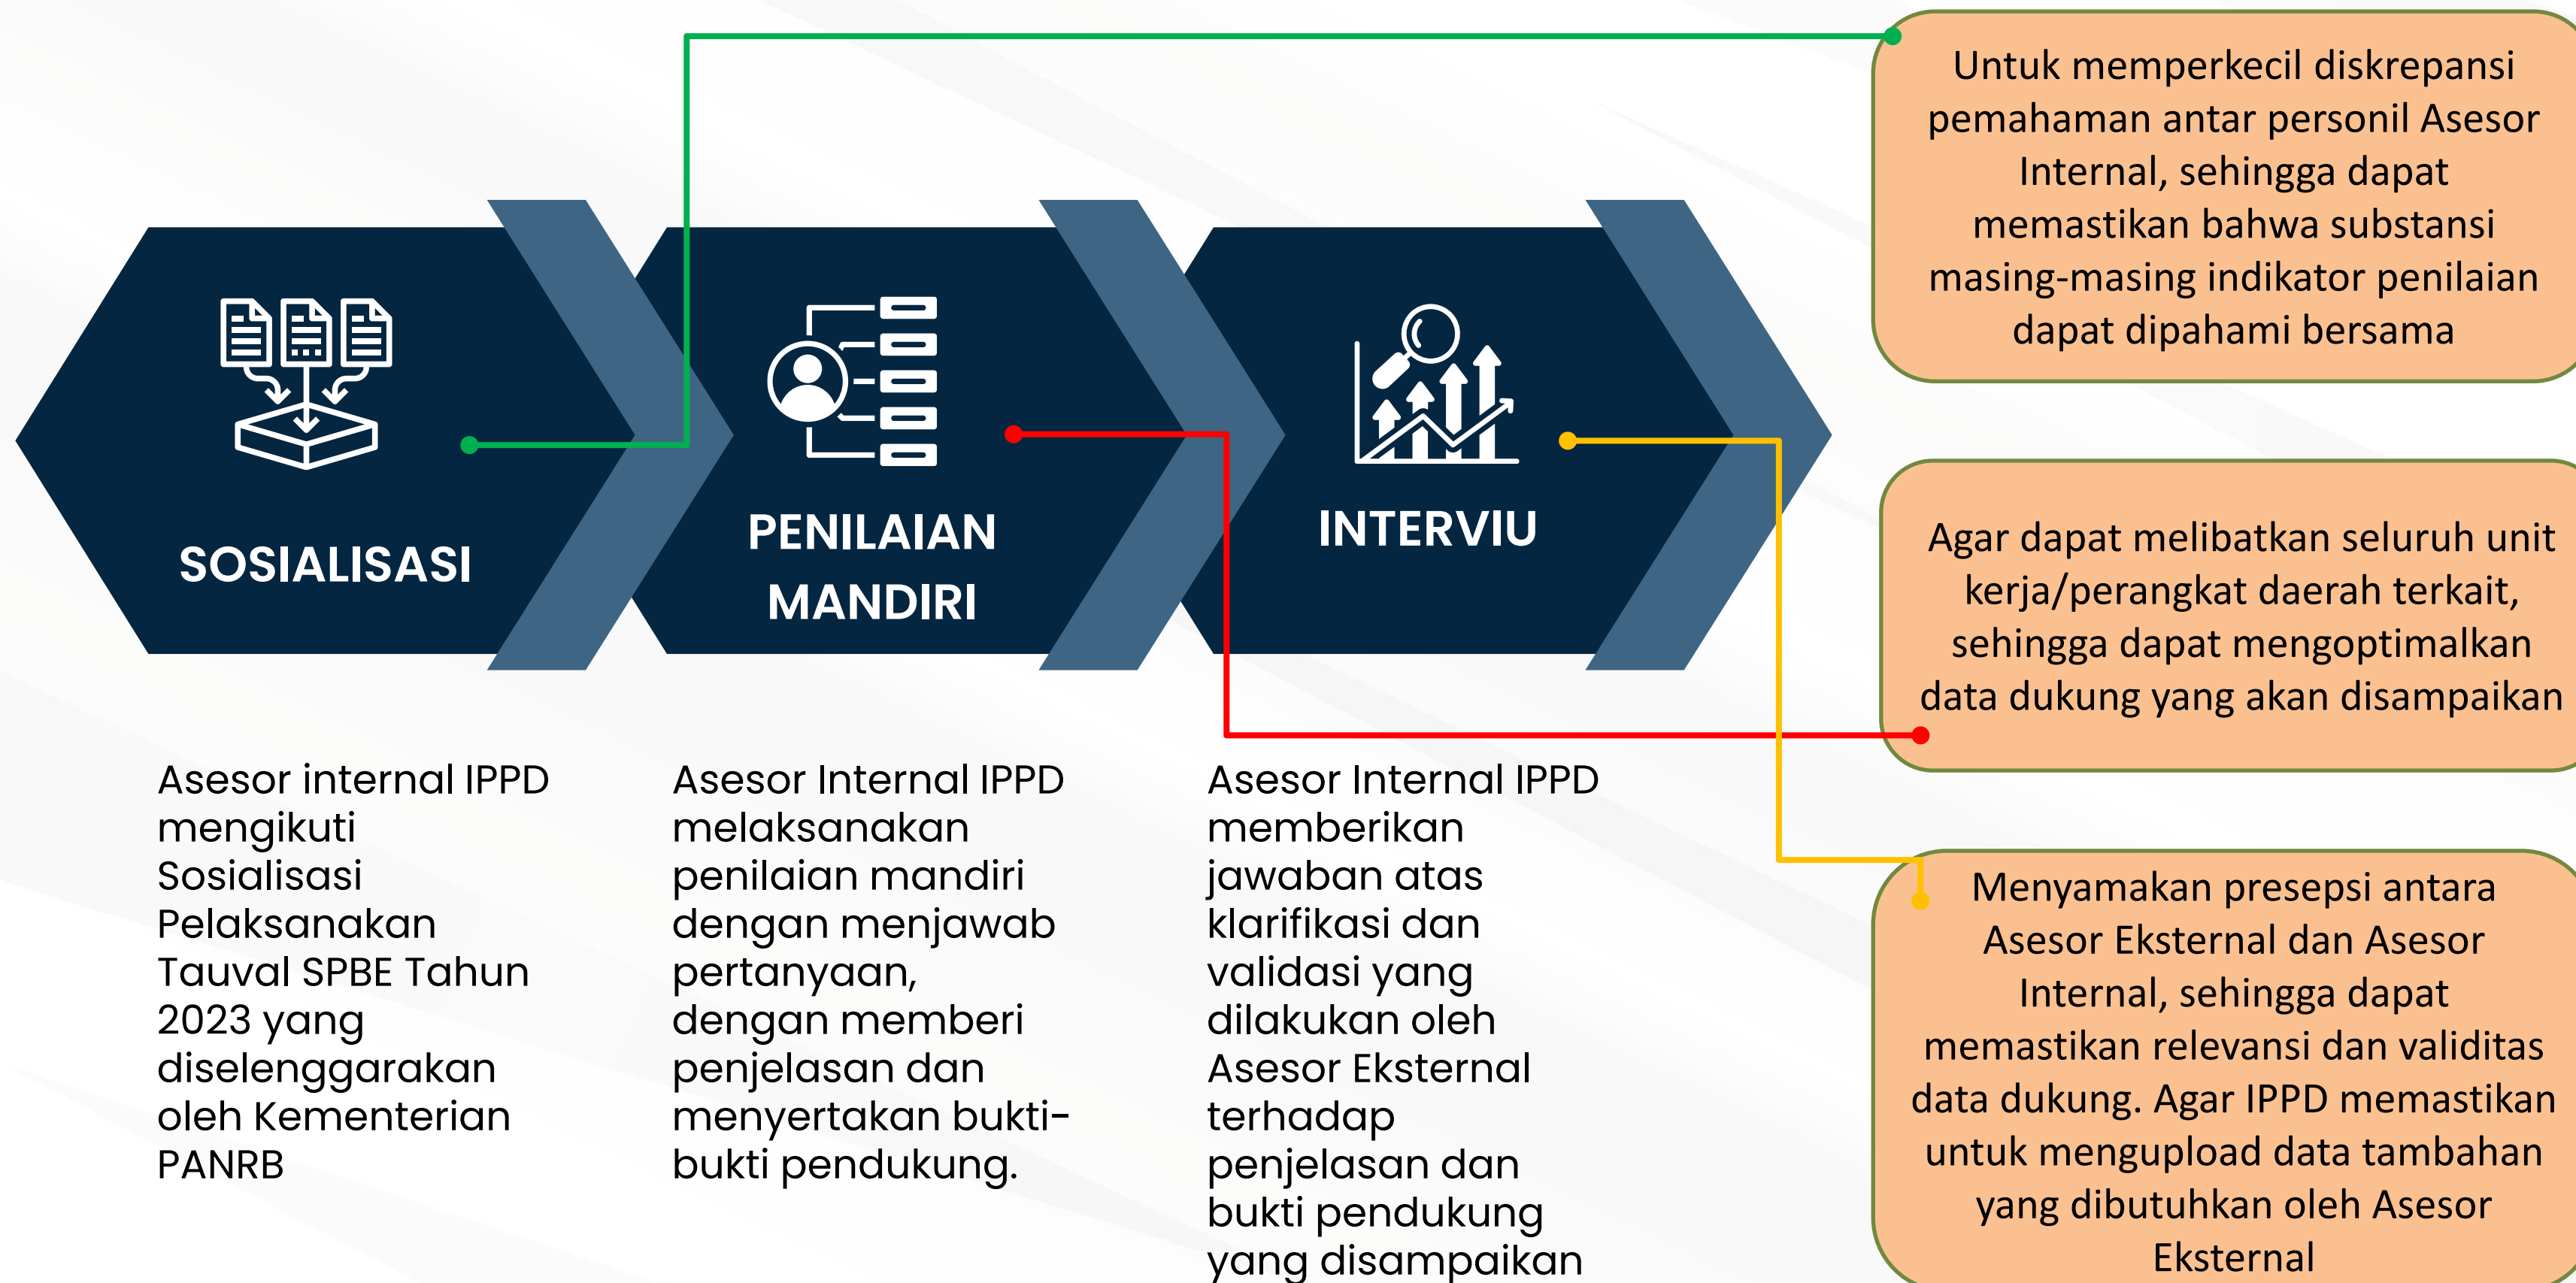 SOSIALISASI
PENILAIAN
MANDIRI
INTERVIU
Asesor internal IPPD
mengikuti
Sosialisasi
Pelaksanakan
Tauval SPBE Tahun
2023 yang
diselenggarakan
oleh Kementerian
PANRB
Asesor Internal IPPD
melaksanakan
penilaian mandiri
dengan menjawab
pertanyaan,
dengan memberi
penjelasan dan
menyertakan bukti-
bukti pendukung.
Asesor Internal IPPD
memberikan
jawaban atas
klarifikasi dan
validasi yang
dilakukan oleh
Asesor Eksternal
terhadap
penjelasan dan
bukti pendukung
yang disampaikan
Untuk memperkecil diskrepansi
pemahaman antar personil Asesor
Internal, sehingga dapat
memastikan bahwa substansi
masing-masing indikator penilaian
dapat dipahami bersama
Agar dapat melibatkan seluruh unit
kerja/perangkat daerah terkait,
sehingga dapat mengoptimalkan
data dukung yang akan disampaikan
Menyamakan presepsi antara
Asesor Eksternal dan Asesor
Internal, sehingga dapat
memastikan relevansi dan validitas
data dukung. Agar IPPD memastikan
untuk mengupload data tambahan
yang dibutuhkan oleh Asesor
Eksternal